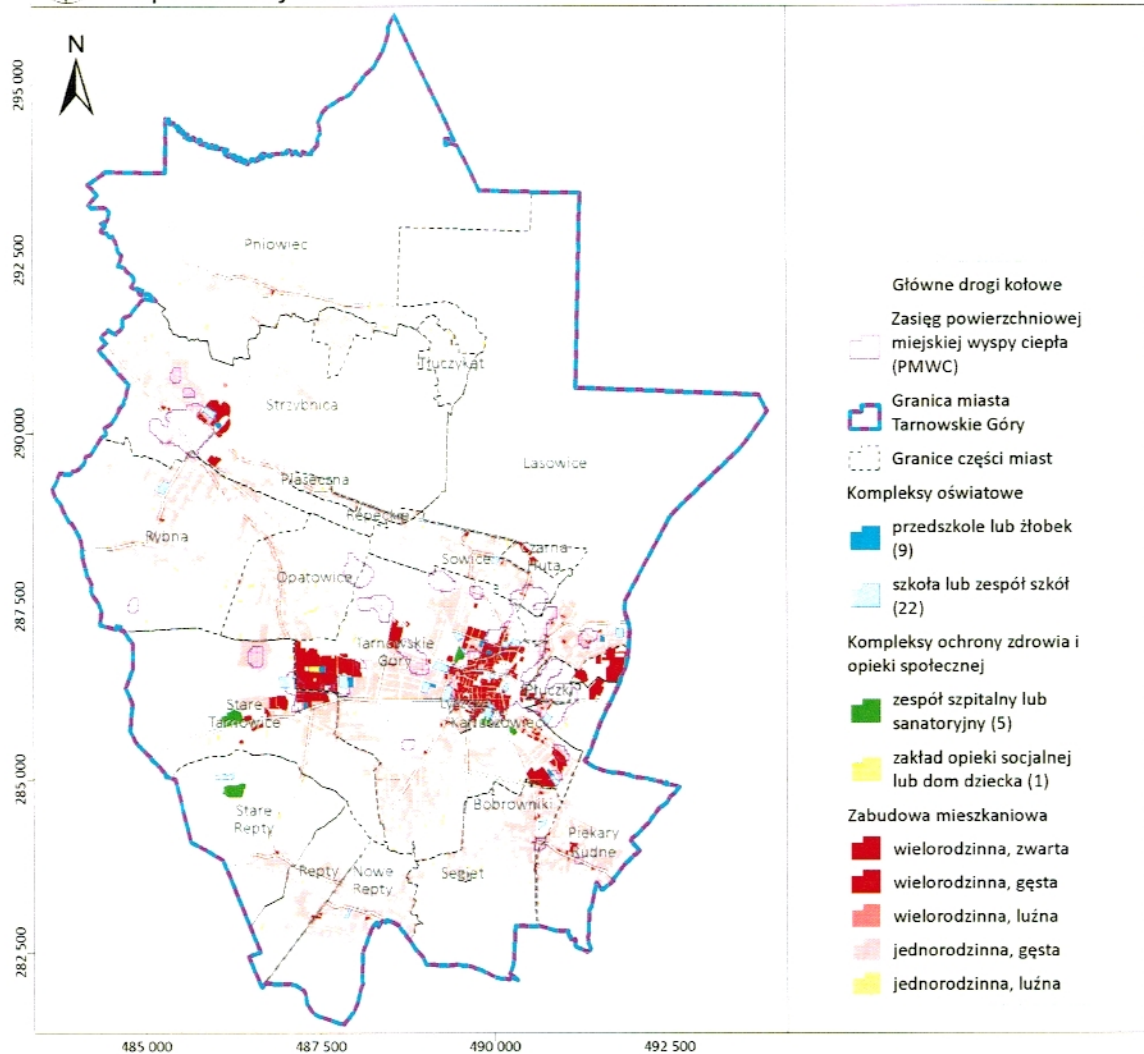 N
295 000
292 500
290 000
287 500
285 000
282 500
485 000
487 500
490 000
492 500
Pniowiec
Tłuczykąt
Strzybnica
Lasowice
Piaseczna
Repeckie
Rybna
Sowice
Czarna
Huta
Opatowice
Tarnowskie
Góry
Stare
Tarnowice
Bobrowniki
Stare
Repty
Piekary
Rudne
Repty
Nowe
Repty
Segiet
Główne drogi kołowe
Zasięg powierzchniowej
miejskiej wyspy ciepła
(PMWC)
Granica miasta
Tarnowskie Góry
Granice części miast
Kompleksy oświatowe
przedszkole lub żłobek
(9)
szkoła lub zespół szkół
(22)
Kompleksy ochrony zdrowia i
opieki społecznej
zespół szpitalny lub
sanatoryjny (5)
zakład opieki socjalnej
lub dom dziecka (1)
Zabudowa mieszkaniowa
wielorodzinna, zwarta
wielorodzinna, gęsta
wielorodzinna, luźna
jednorodzinna, gęsta
jednorodzinna, luźna